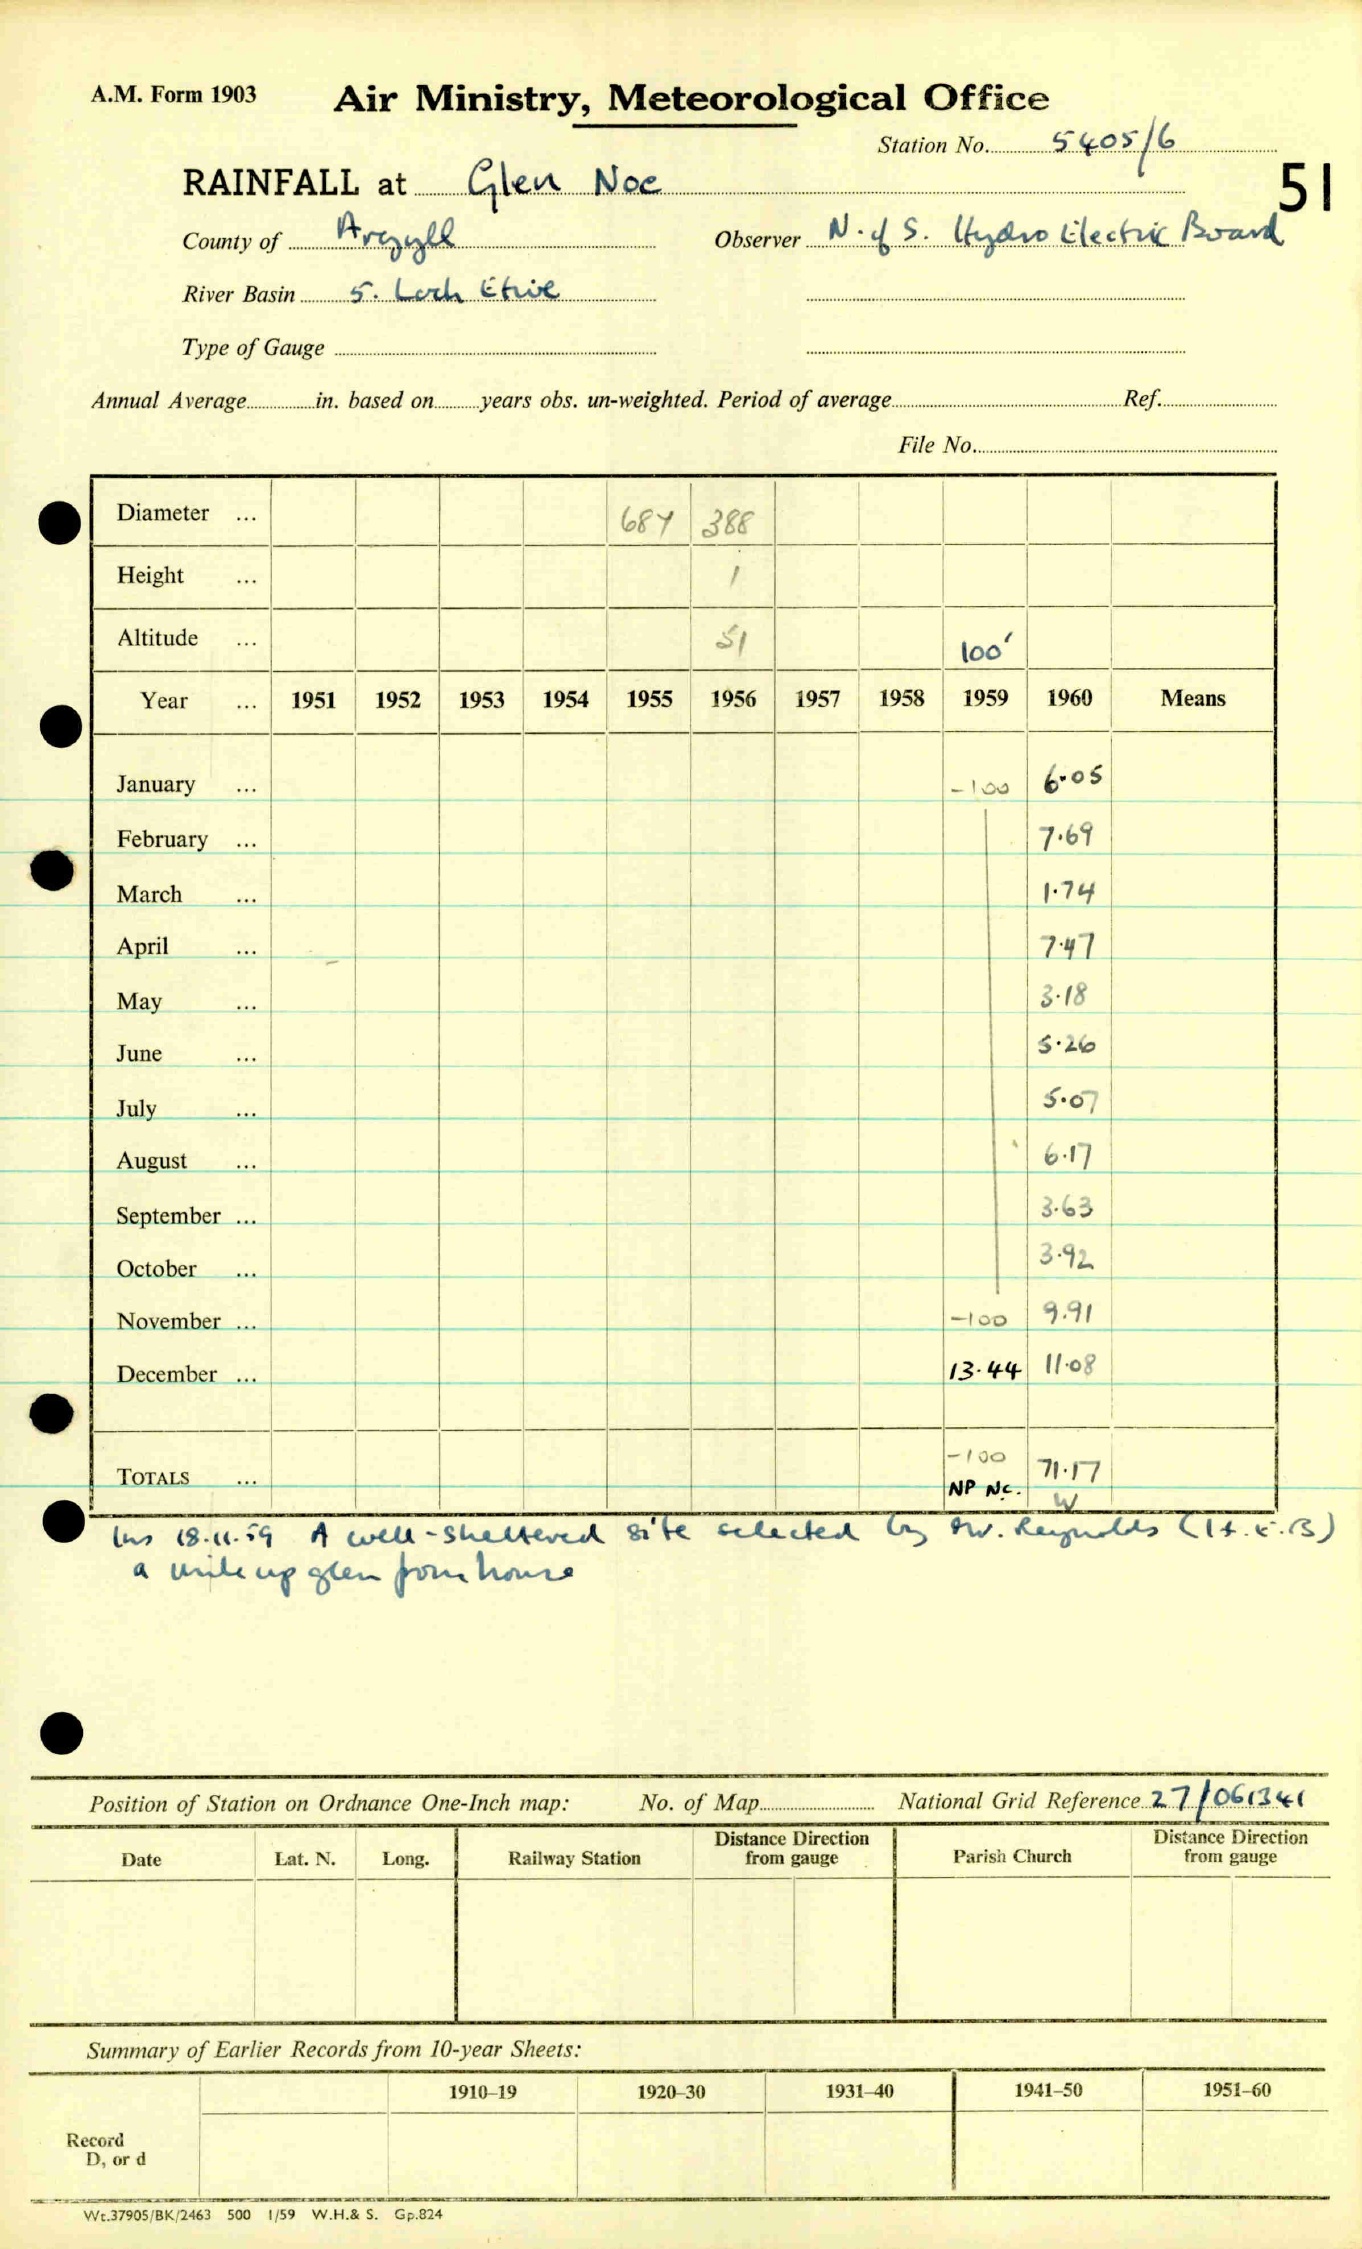 A.M. Form 1903 Air Ministry, Meteorological Office
Station No. 5405/6
RAINFALL at Glen Noe 51
County of Argyll Observer N. of S. Hydro Electric Board
River Basin 5. Loch Etive
Type of Gauge
Annual Average in. based on years obs. un-weighted. Period of average Ref.
File No.
Diameter ... 687 388
Height ... 1
Altitude ... 51 100'
Year ... 1951 1952 1953 1954 1955 1956 1957 1958 1959 1960 Means
January ... -100 6.05
February ... 7.69
March ... 1.74
April ... 7.47
May ... 3.18
June ... 5.26
July ... 5.07
August ... 6.17
September ... 3.63
October ... 3.92
November ... -100 9.91
December ... 13.44 11.08
TOTALS ... -100 71.17
NP Nc. W
Ins 18.11.59 A well-sheltered site selected by Mr. Reynolds (H.E.B)
a mile up glen from house
Position of Station on Ordnance One-Inch map: No. of Map National Grid Reference 27/061341
Date Lat. N. Long. Railway Station Distance Direction from gauge Parish Church Distance Direction from gauge
Summary of Earlier Records from 10-year Sheets:
1910–19 1920–30 1931–40 1941–50 1951–60
Record
D, or d
Wt.37905/BK/2463 500 1/59 W.H.& S. Gp.824